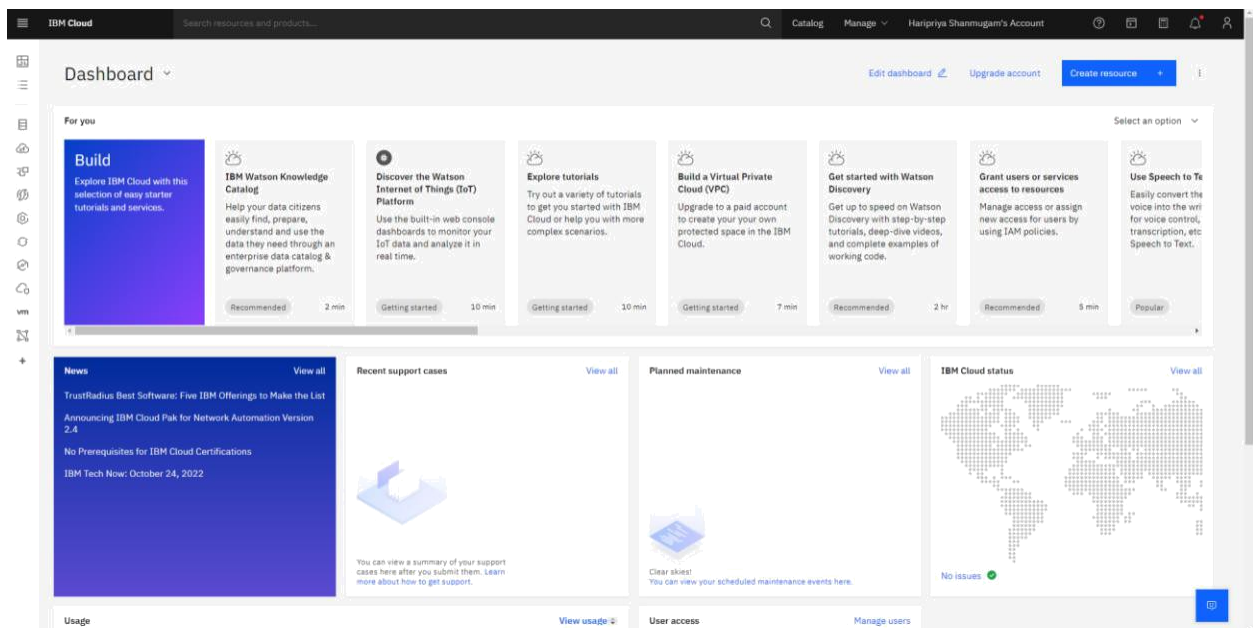 IBM Cloud
Search resources and products...
Catalog
Manage
Haripriya Shanmugam's Account
Dashboard
Edit dashboard
Upgrade account
Create resource +
For you
Select an option
Build
Explore IBM Cloud with this
selection of easy starter
tutorials and services.
IBM Watson Knowledge
Catalog
Help your data citizens
easily find, prepare,
understand and use the
data they need through an
enterprise data catalog &
governance platform.
Recommended
2 min
Discover the Watson
Internet of Things (IoT)
Platform
Use the built-in web console
dashboards to monitor your
IoT data and analyze it in
real time.
Getting started
10 min
Explore tutorials
Try out a variety of tutorials
to get you started with IBM
Cloud or help you with more
complex scenarios.
Getting started
10 min
Build a Virtual Private
Cloud (VPC)
Upgrade to a paid account
to create your your own
protected space in the IBM
Cloud.
Getting started
7 min
Get started with Watson
Discovery
Get up to speed on Watson
Discovery with step-by-step
tutorials, deep-dive videos,
and complete examples of
working code.
Recommended
2 hr
Grant users or services
access to resources
Manage access or assign
new access for users by
using IAM policies.
Recommended
5 min
Use Speech to Te
Easily convert the
voice into the wri
for voice control,
transcription, etc
Speech to Text.
Popular
vm
News
View all
TrustRadius Best Software: Five IBM Offerings to Make the List
Announcing IBM Cloud Pak for Network Automation Version
2.4
No Prerequisites for IBM Cloud Certifications
IBM Tech Now: October 24, 2022
Recent support cases
View all
You can view a summary of your support
cases here after you submit them. Learn
more about how to get support.
Planned maintenance
View all
Clear skies!
You can view your scheduled maintenance events here.
IBM Cloud status
View all
No issues
Usage
View usage
User access
Manage users